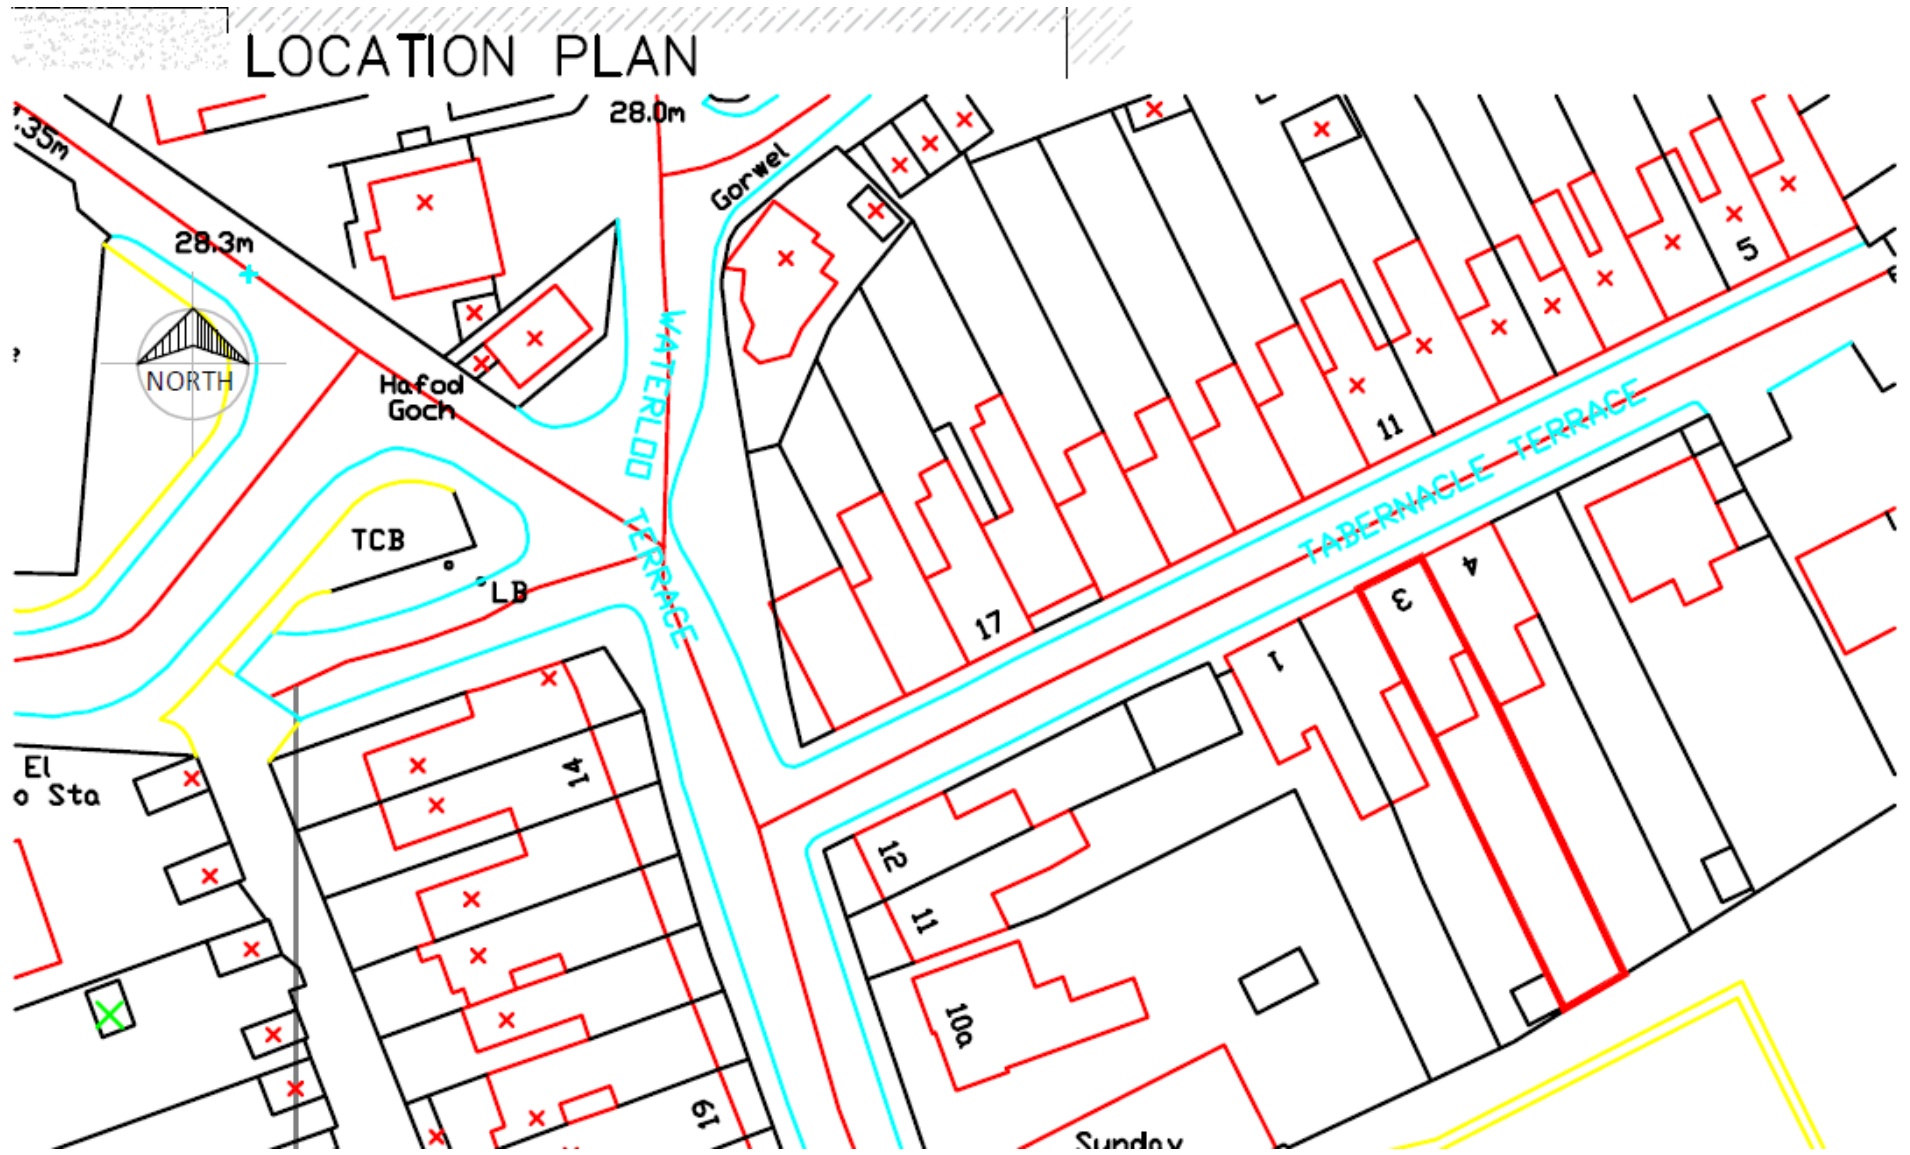 LOCATION PLAN
28.0m
.35m
Gorwel
28.3m
5
NORTH
Hafod
Goch
WATERLOO TERRACE
11
TABERNACLE TERRACE
TCB
LB
4
3
17
1
El
o Sta
14
12
11
10a
19
Sunday